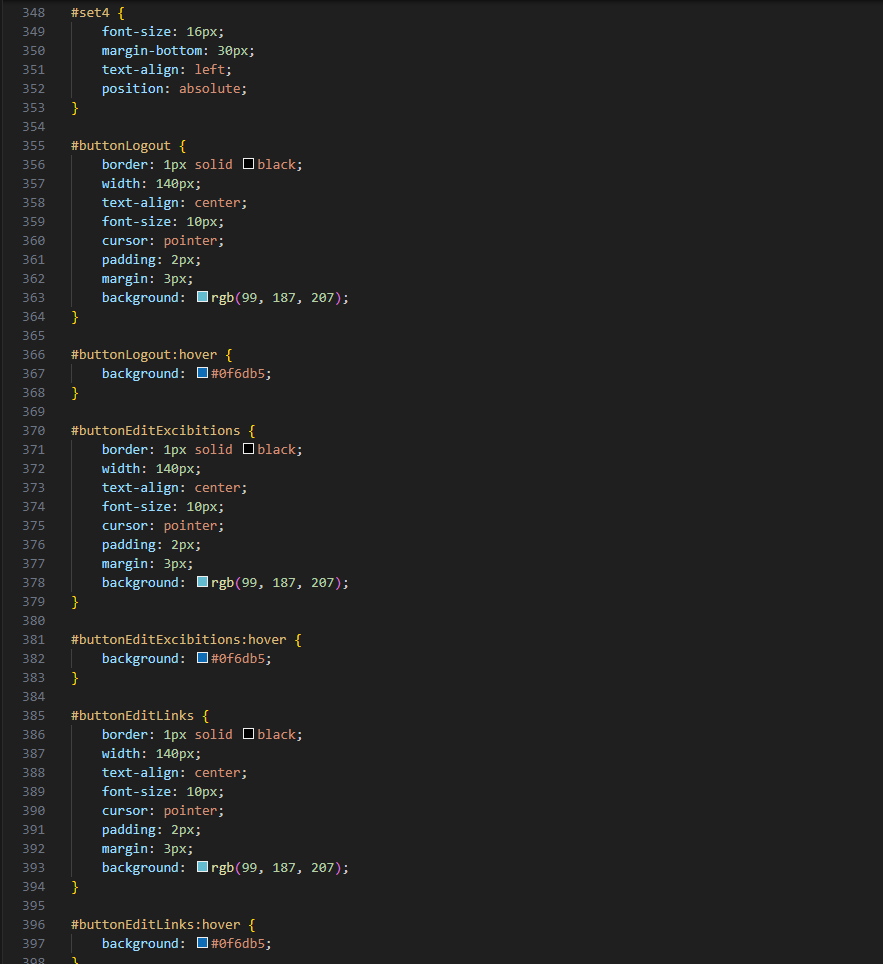 348 #set4 {
349     font-size: 16px;
350     margin-bottom: 30px;
351     text-align: left;
352     position: absolute;
353 }
354
355 #buttonLogout {
356     border: 1px solid black;
357     width: 140px;
358     text-align: center;
359     font-size: 10px;
360     cursor: pointer;
361     padding: 2px;
362     margin: 3px;
363     background: rgb(99, 187, 207);
364 }
365
366 #buttonLogout:hover {
367     background: #0f6db5;
368 }
369
370 #buttonEditExcibitions {
371     border: 1px solid black;
372     width: 140px;
373     text-align: center;
374     font-size: 10px;
375     cursor: pointer;
376     padding: 2px;
377     margin: 3px;
378     background: rgb(99, 187, 207);
379 }
380
381 #buttonEditExcibitions:hover {
382     background: #0f6db5;
383 }
384
385 #buttonEditLinks {
386     border: 1px solid black;
387     width: 140px;
388     text-align: center;
389     font-size: 10px;
390     cursor: pointer;
391     padding: 2px;
392     margin: 3px;
393     background: rgb(99, 187, 207);
394 }
395
396 #buttonEditLinks:hover {
397     background: #0f6db5;
398 }